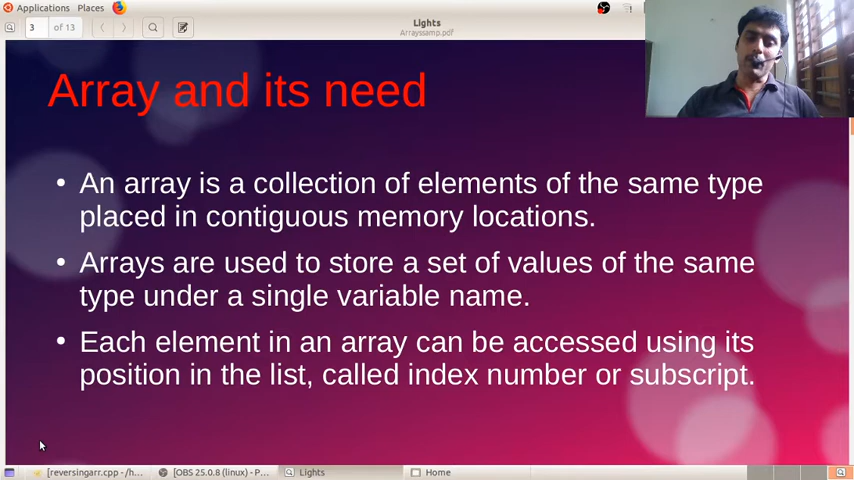 Applications Places
3 of 13
Lights
Arrayssamp.pdf
Array and its need
• An array is a collection of elements of the same type
placed in contiguous memory locations.
• Arrays are used to store a set of values of the same
type under a single variable name.
• Each element in an array can be accessed using its
position in the list, called index number or subscript.
[reversingarr.cpp - /h... [OBS 25.0.8 (linux) - P... Lights Home